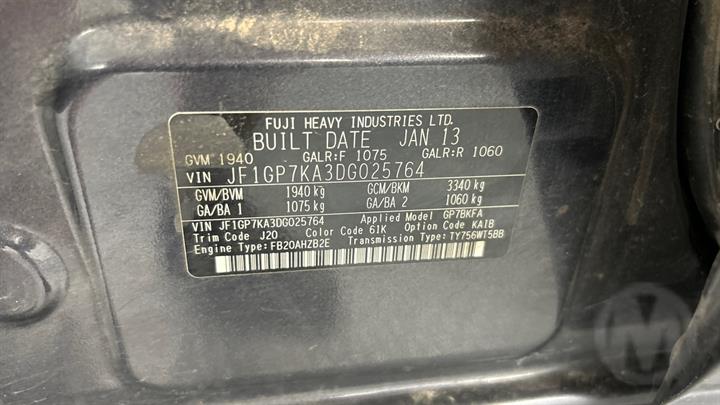 FUJI HEAVY INDUSTRIES LTD.
BUILT DATE JAN 13
GVM 1940 GALR:F 1075 GALR:R 1060
VIN JF1GP7KA3DG025764
GVM/BVM 1940 kg GCM/BKM 3340 kg
GA/BA 1 1075 kg GA/BA 2 1060 kg
VIN JF1GP7KA3DG025764 Applied Model GP7BKFA
Trim Code J20 Color Code 61K Option Code KA1B
Engine Type:FB20AHZB2E Transmission Type:TY756WT5BB
M